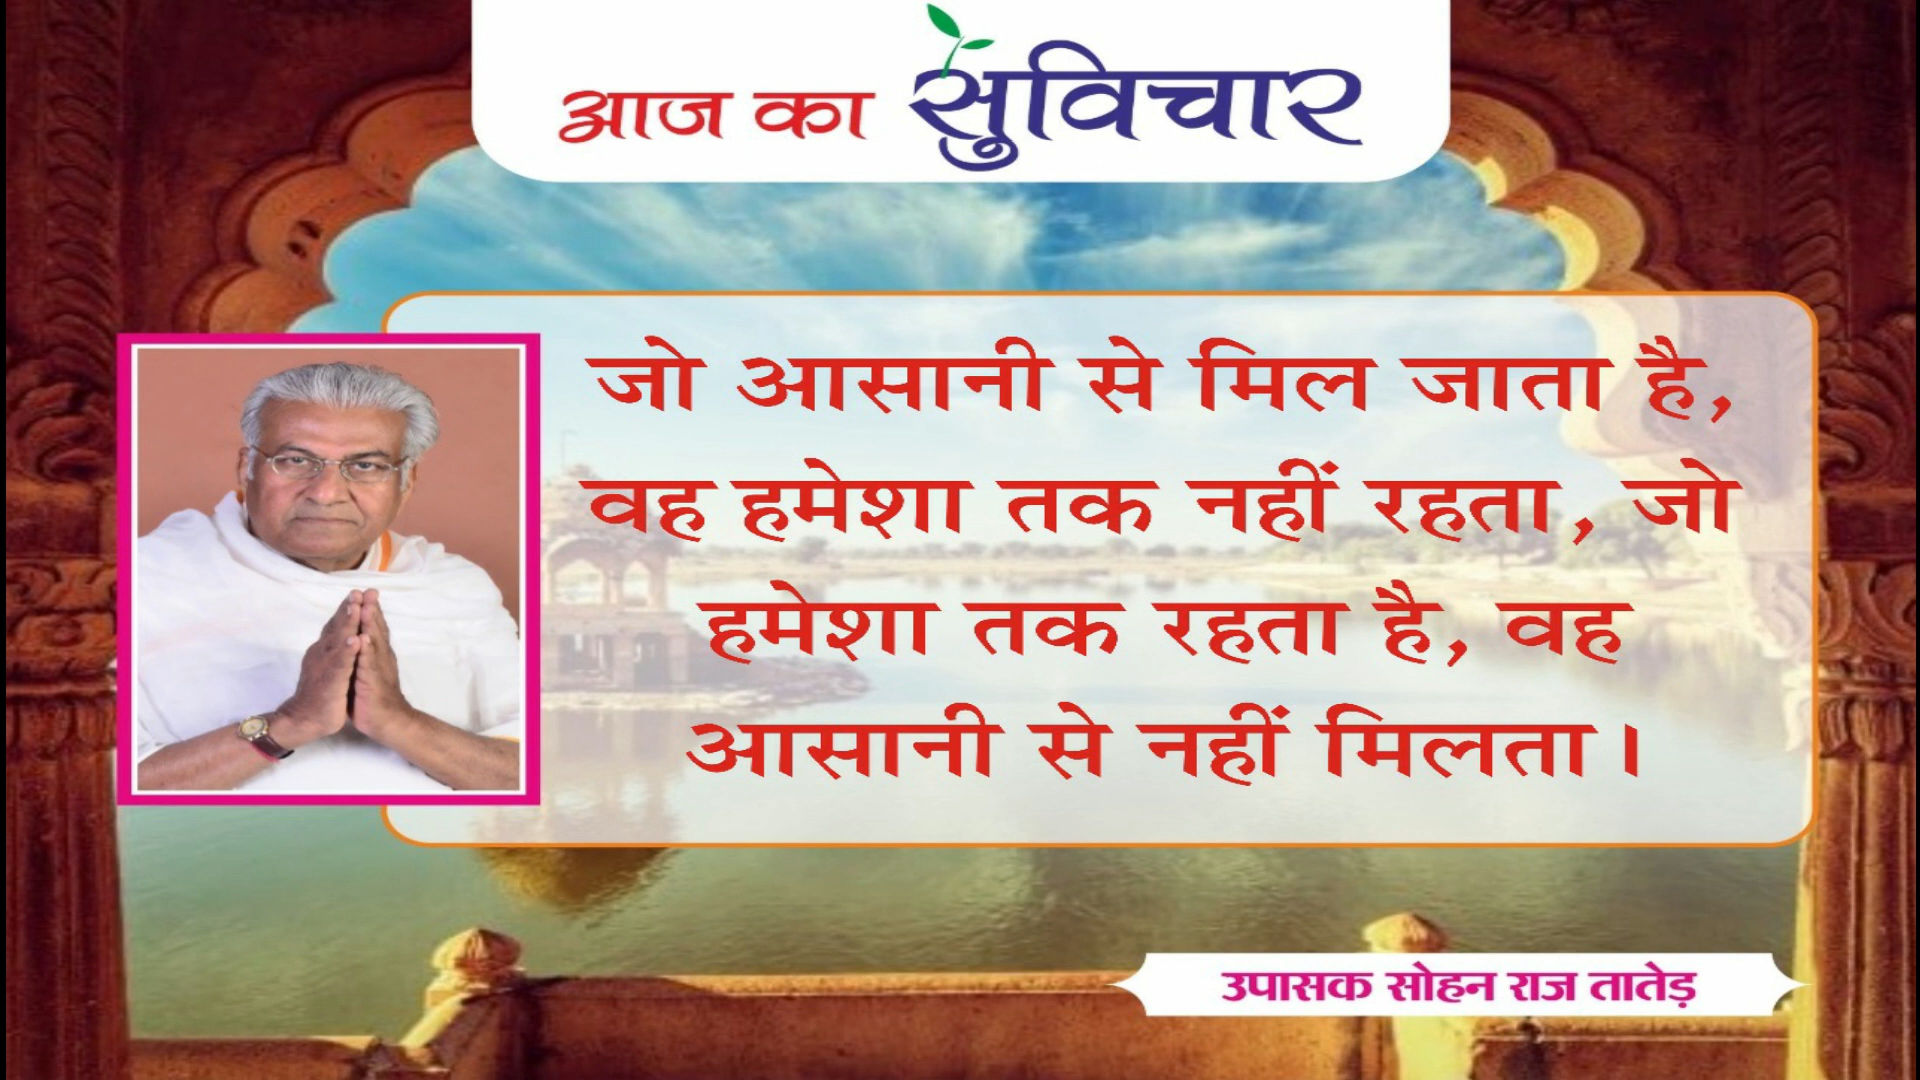 आज का सुविचार
जो आसानी से मिल जाता है,
वह हमेशा तक नहीं रहता, जो
हमेशा तक रहता है, वह
आसानी से नहीं मिलता।
उपासक सोहन राज तातेड़